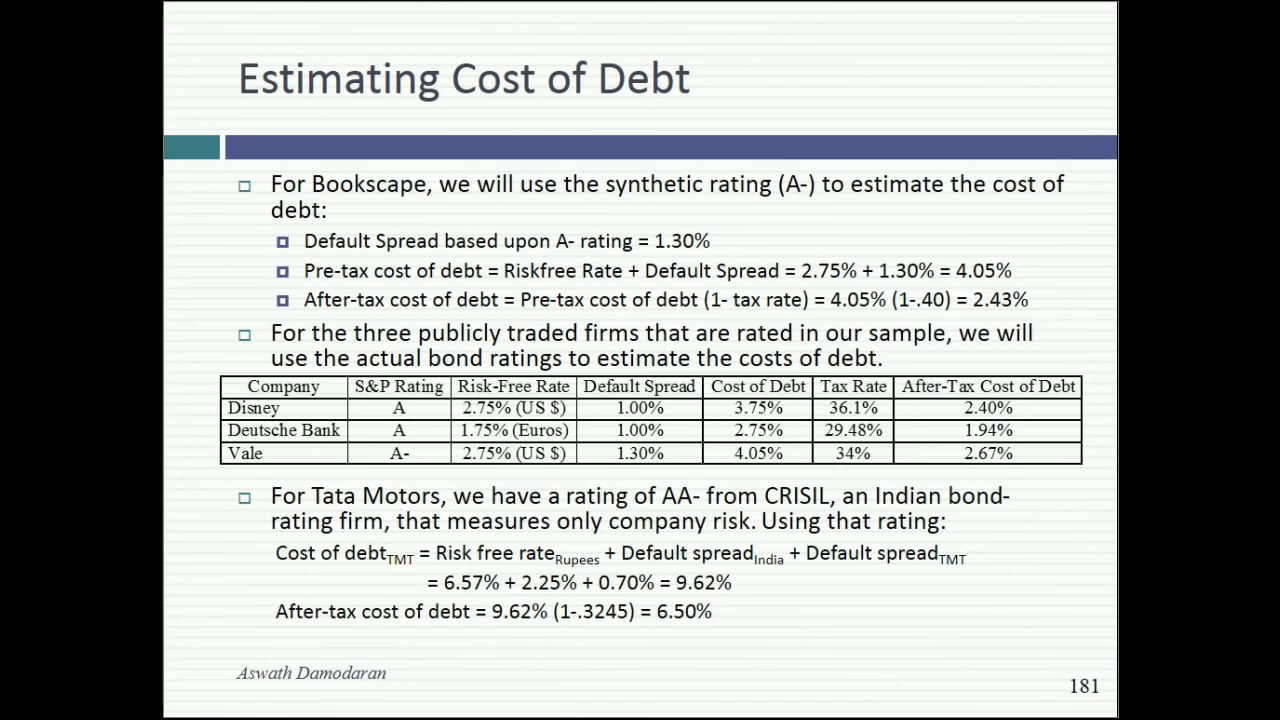 Estimating Cost of Debt
For Bookscape, we will use the synthetic rating (A-) to estimate the cost of
debt:
Default Spread based upon A- rating = 1.30%
Pre-tax cost of debt = Riskfree Rate + Default Spread = 2.75% + 1.30% = 4.05%
After-tax cost of debt = Pre-tax cost of debt (1- tax rate) = 4.05% (1-.40) = 2.43%
For the three publicly traded firms that are rated in our sample, we will
use the actual bond ratings to estimate the costs of debt.
Company S&P Rating Risk-Free Rate Default Spread Cost of Debt Tax Rate After-Tax Cost of Debt
Disney A 2.75% (US $) 1.00% 3.75% 36.1% 2.40%
Deutsche Bank A 1.75% (Euros) 1.00% 2.75% 29.48% 1.94%
Vale A- 2.75% (US $) 1.30% 4.05% 34% 2.67%
For Tata Motors, we have a rating of AA- from CRISIL, an Indian bond-
rating firm, that measures only company risk. Using that rating:
Cost of debtTMT = Risk free rateRupees + Default spreadIndia + Default spreadTMT
= 6.57% + 2.25% + 0.70% = 9.62%
After-tax cost of debt = 9.62% (1-.3245) = 6.50%
Aswath Damodaran
181